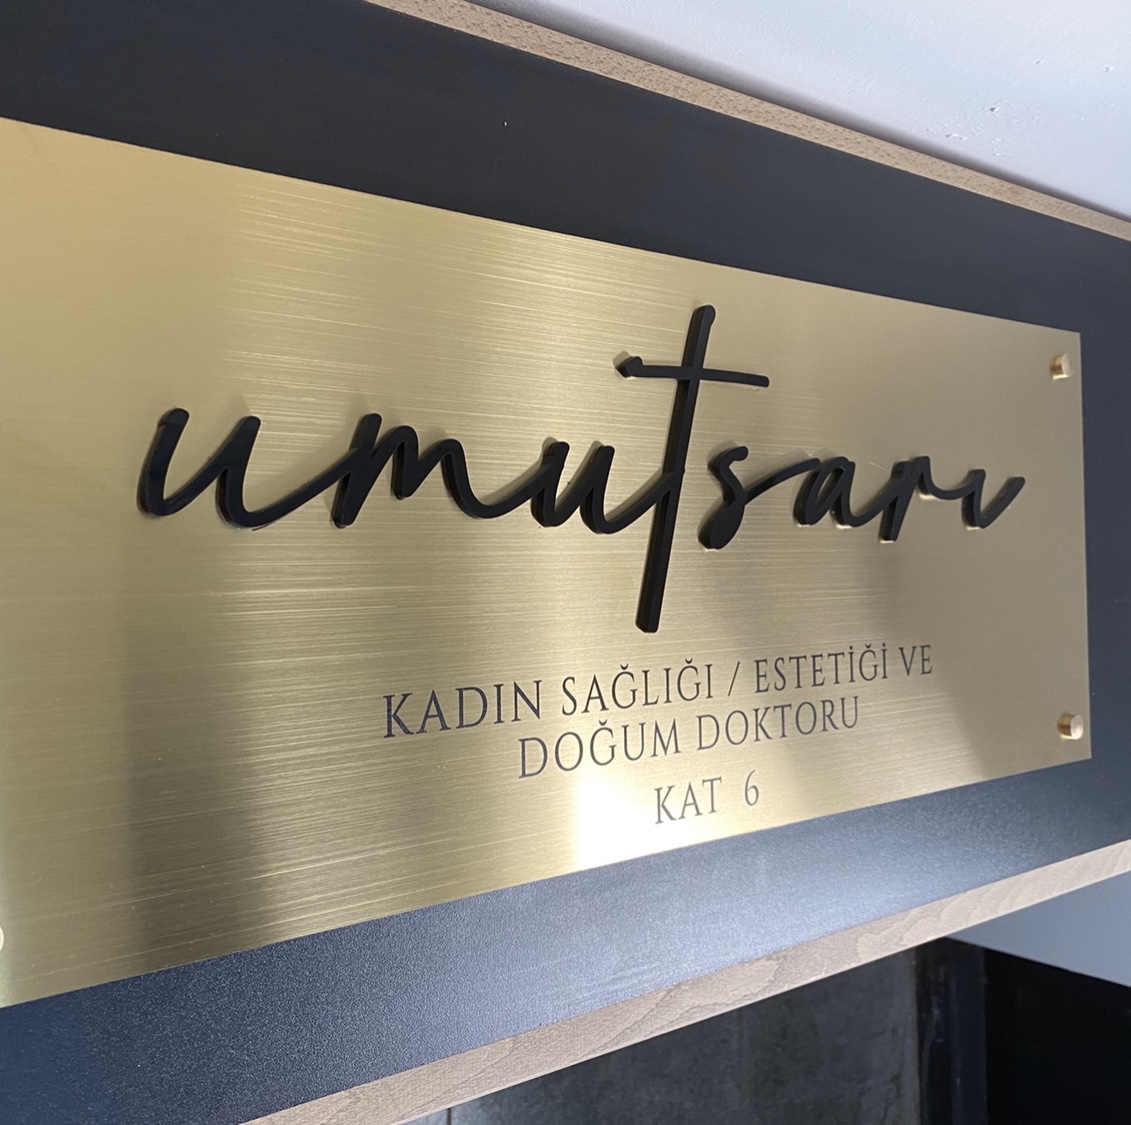 umutsarı
KADIN SAĞLIĞI / ESTETİĞİ VE
DOĞUM DOKTORU
KAT 6